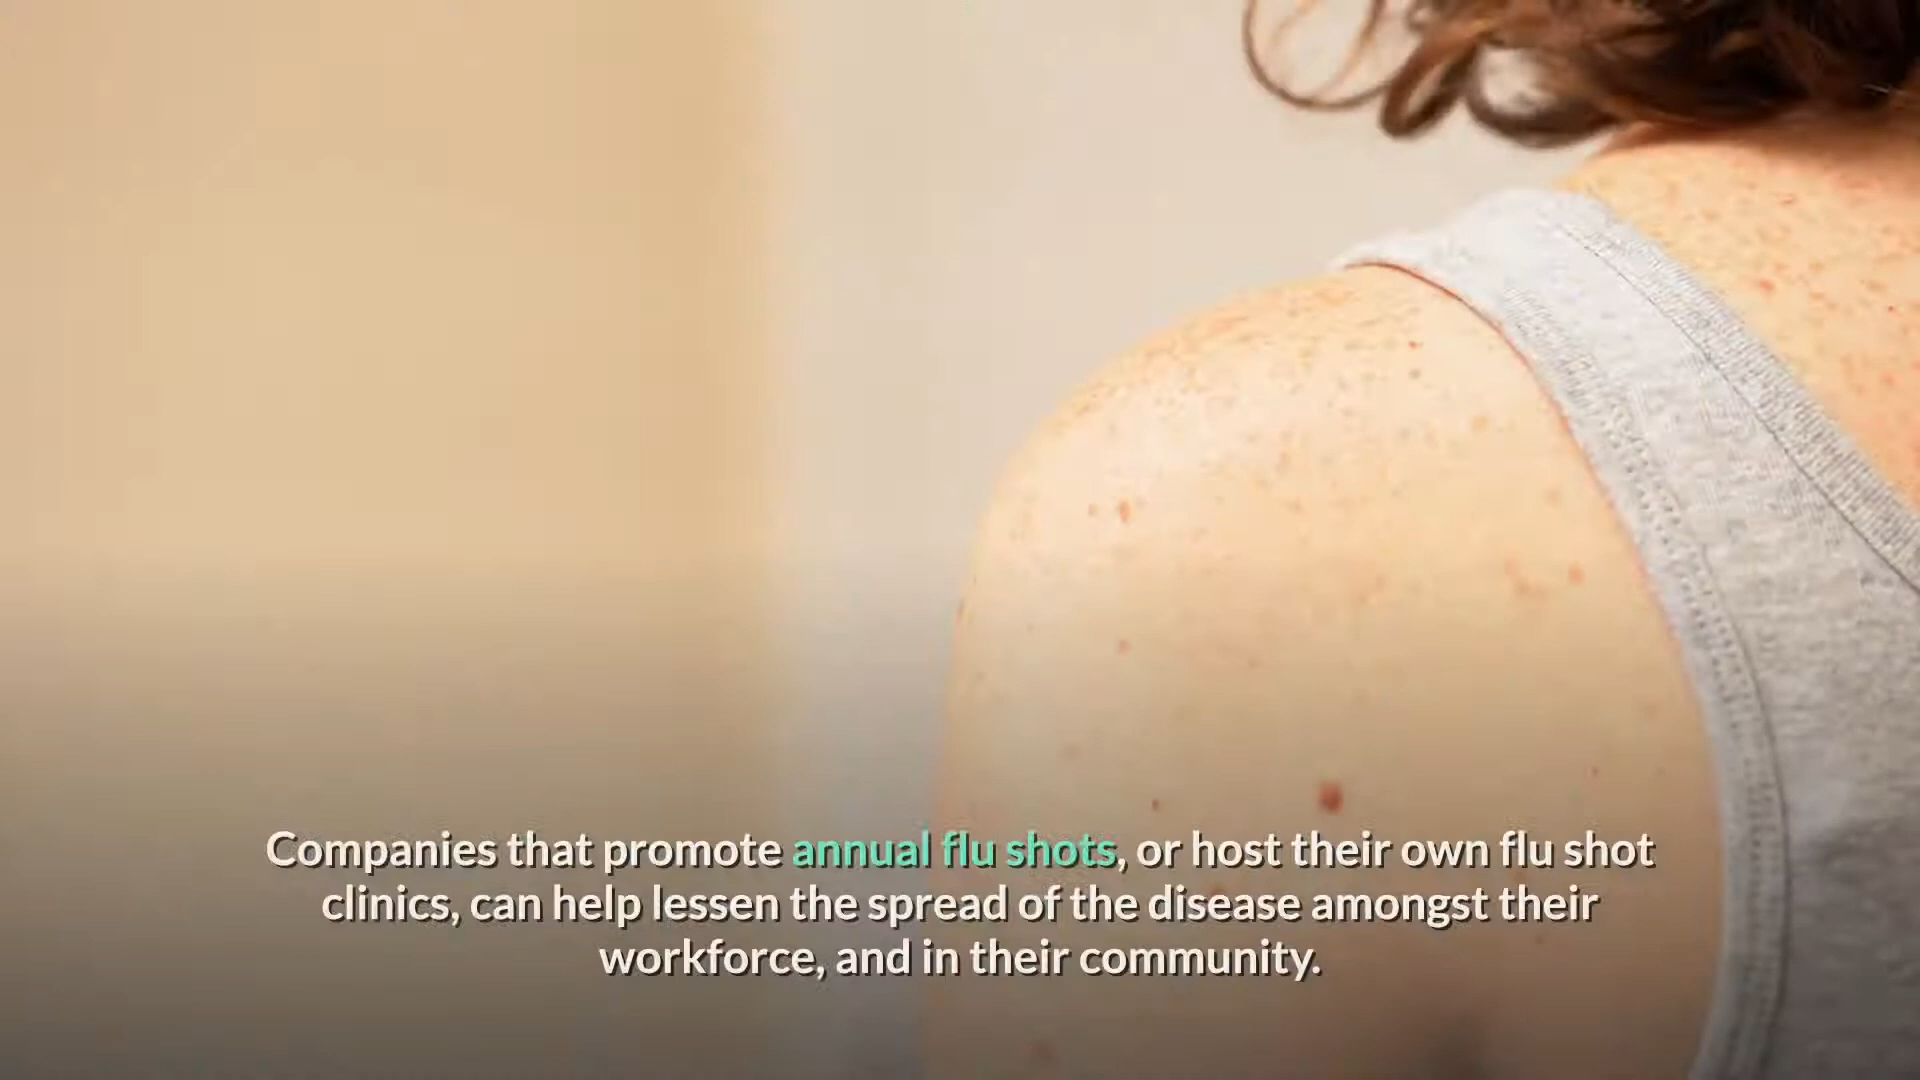 Companies that promote annual flu shots, or host their own flu shot
clinics, can help lessen the spread of the disease amongst their
workforce, and in their community.